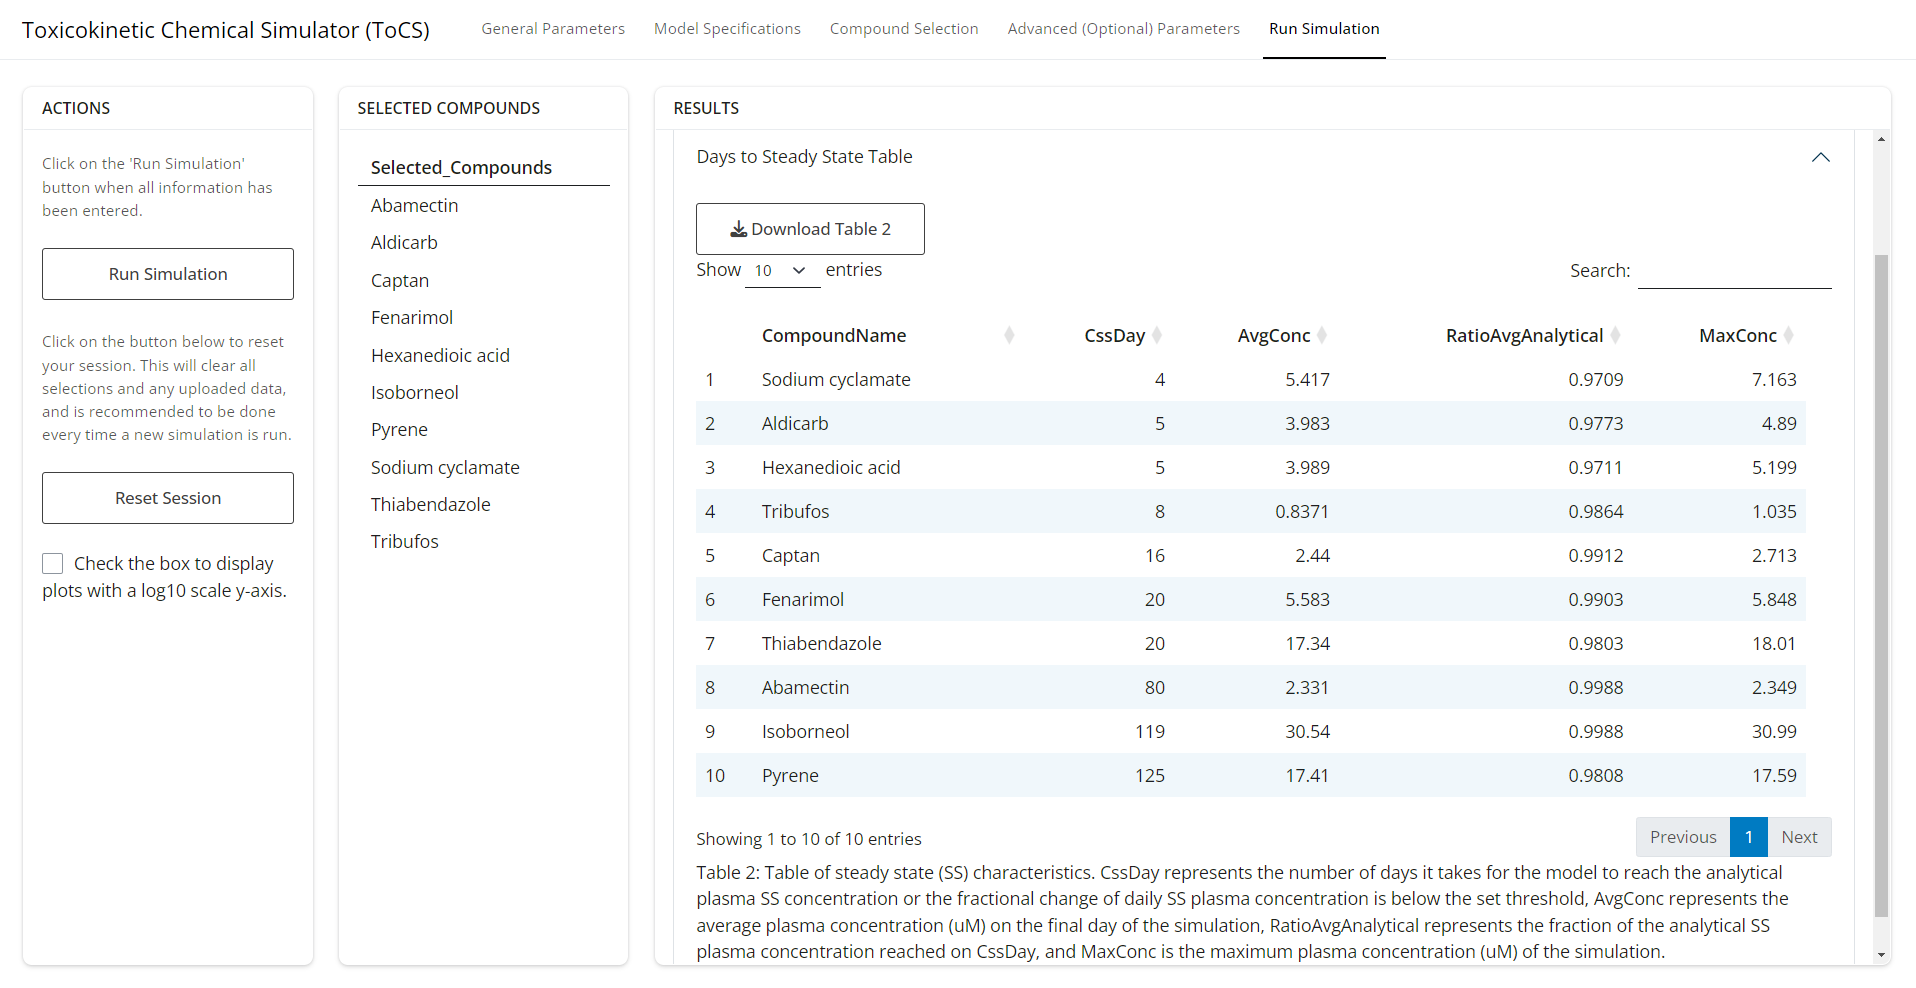 Toxicokinetic Chemical Simulator (ToCS)
General Parameters
Model Specifications
Compound Selection
Advanced (Optional) Parameters
Run Simulation
ACTIONS
Click on the 'Run Simulation'
button when all information has
been entered.
Run Simulation
Click on the button below to reset
your session. This will clear all
selections and any uploaded data,
and is recommended to be done
every time a new simulation is run.
Reset Session
Check the box to display
plots with a log10 scale y-axis.
SELECTED COMPOUNDS
Selected_Compounds
Abamectin
Aldicarb
Captan
Fenarimol
Hexanedioic acid
Isoborneol
Pyrene
Sodium cyclamate
Thiabendazole
Tribufos
RESULTS
Days to Steady State Table
Download Table 2
Show 10 entries
Search:
CompoundName CssDay AvgConc RatioAvgAnalytical MaxConc
1 Sodium cyclamate 4 5.417 0.9709 7.163
2 Aldicarb 5 3.983 0.9773 4.89
3 Hexanedioic acid 5 3.989 0.9711 5.199
4 Tribufos 8 0.8371 0.9864 1.035
5 Captan 16 2.44 0.9912 2.713
6 Fenarimol 20 5.583 0.9903 5.848
7 Thiabendazole 20 17.34 0.9803 18.01
8 Abamectin 80 2.331 0.9988 2.349
9 Isoborneol 119 30.54 0.9988 30.99
10 Pyrene 125 17.41 0.9808 17.59
Showing 1 to 10 of 10 entries
Previous 1 Next
Table 2: Table of steady state (SS) characteristics. CssDay represents the number of days it takes for the model to reach the analytical
plasma SS concentration or the fractional change of daily SS plasma concentration is below the set threshold, AvgConc represents the
average plasma concentration (uM) on the final day of the simulation, RatioAvgAnalytical represents the fraction of the analytical SS
plasma concentration reached on CssDay, and MaxConc is the maximum plasma concentration (uM) of the simulation.